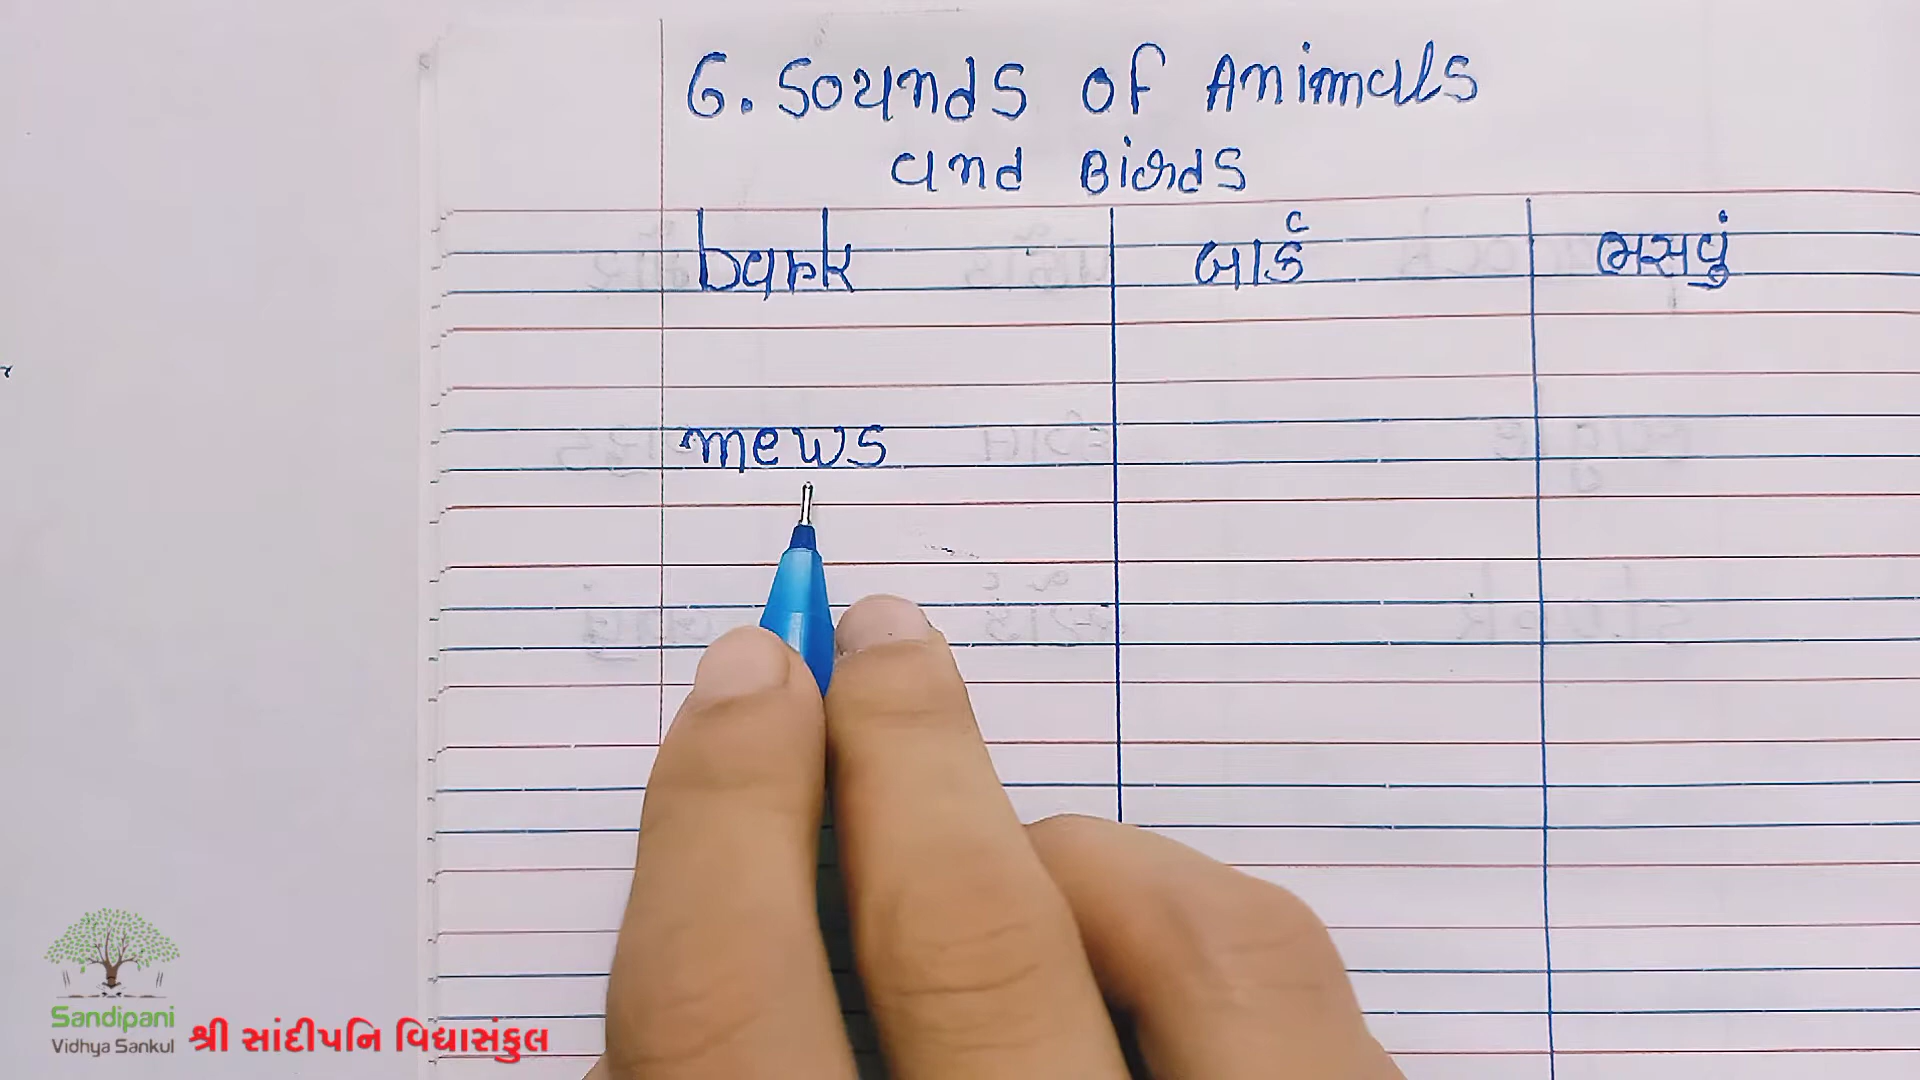 6. Sounds of Animals
and Birds
bark બાર્ક ભસવું
mews
Sandipani
Vidhya Sankul
શ્રી સાંદીપનિ વિદ્યાસંકુલ